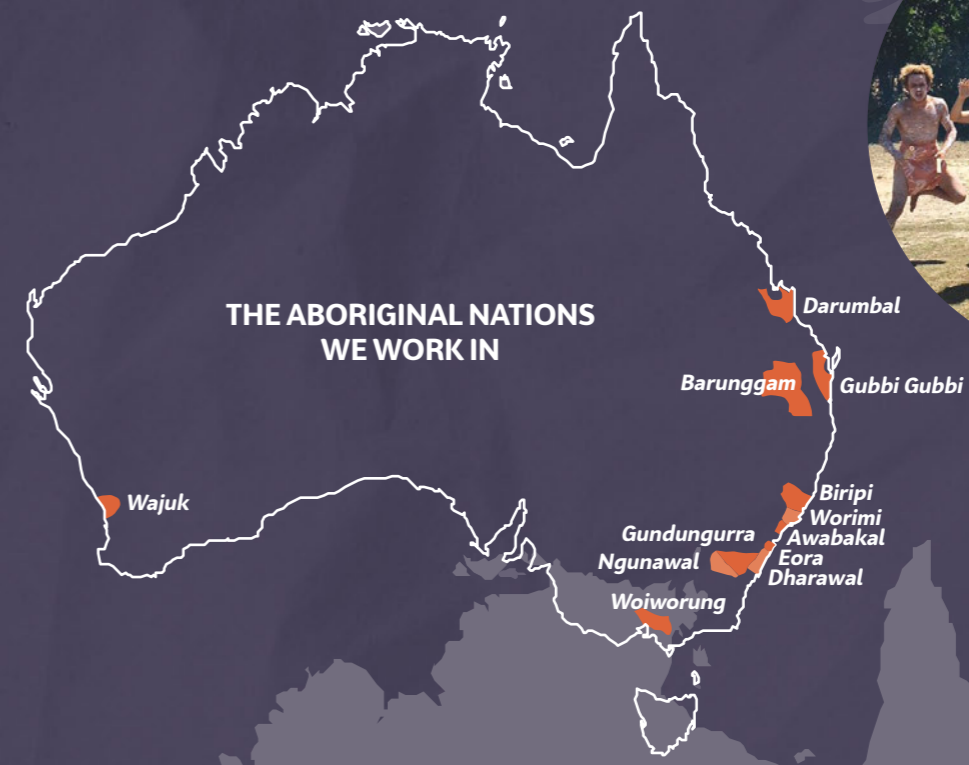 THE ABORIGINAL NATIONS
WE WORK IN
Darumbal
Barunggam
Gubbi Gubbi
Wajuk
Biripi
Worimi
Gundungurra
Awabakal
Ngunawal
Eora
Dharawal
Woiworung